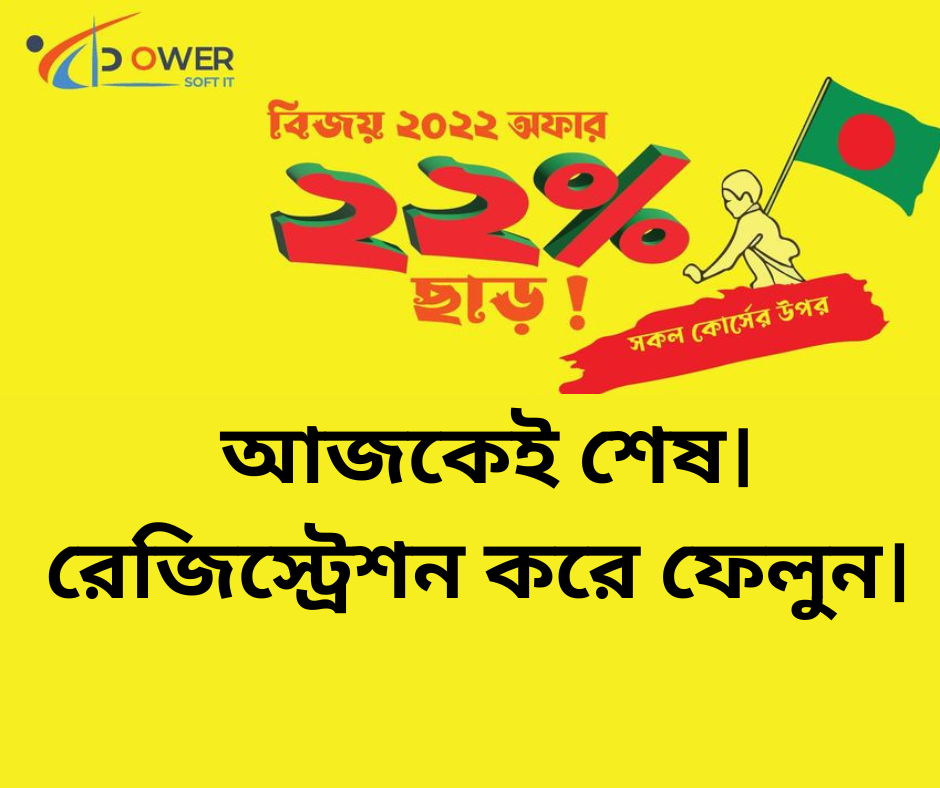 POWER
SOFT IT
বিজয় ২০২২ অফার
২২%
ছাড় !
সকল কোর্সের উপর
আজকেই শেষ।
রেজিস্ট্রেশন করে ফেলুন।